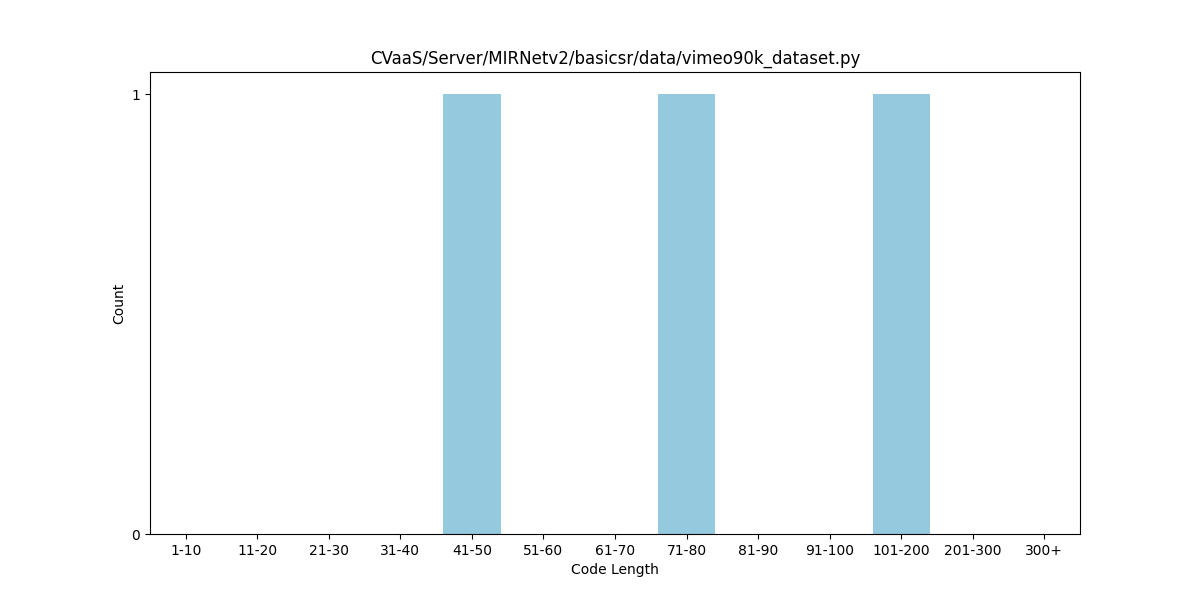 CVaaS/Server/MIRNetv2/basicsr/data/vimeo90k_dataset.py
Count
1
0
1-10 11-20 21-30 31-40 41-50 51-60 61-70 71-80 81-90 91-100 101-200 201-300 300+
Code Length